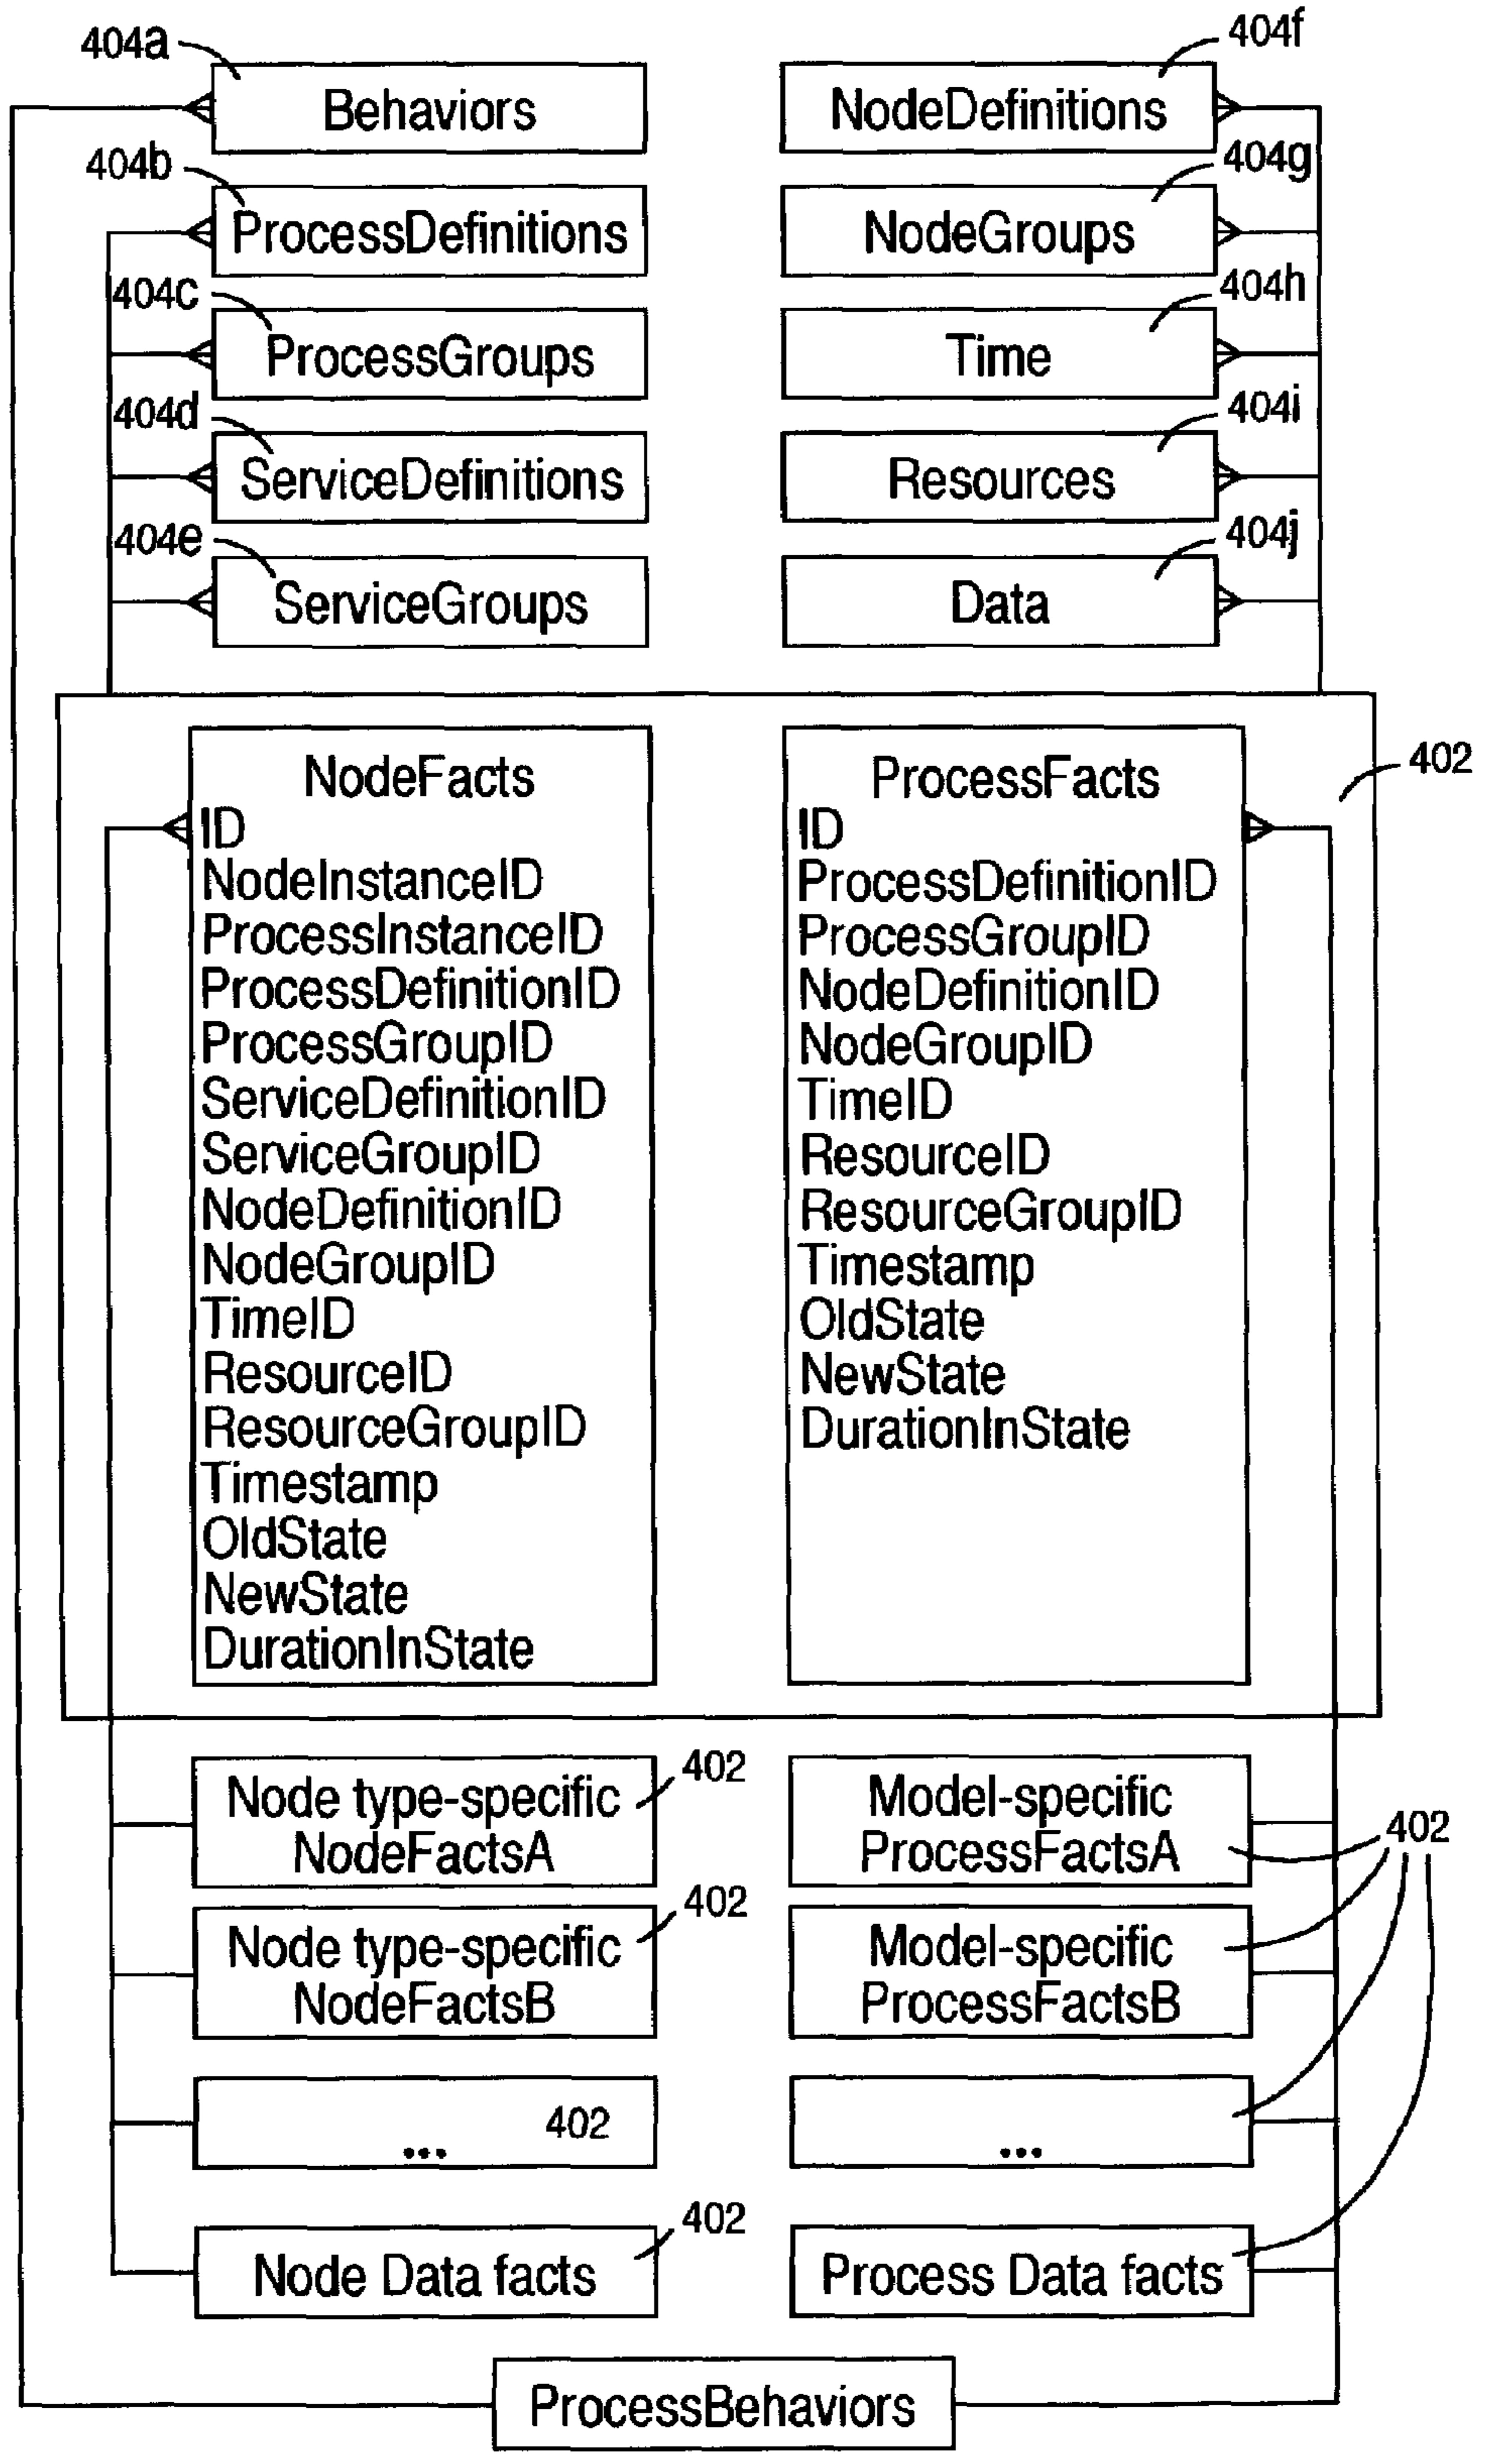 404a
Behaviors
404b
ProcessDefinitions
404c
ProcessGroups
404d
ServiceDefinitions
404e
ServiceGroups
404f
NodeDefinitions
404g
NodeGroups
404h
Time
404i
Resources
404j
Data
402
NodeFacts
ID
NodeInstanceID
ProcessInstanceID
ProcessDefinitionID
ProcessGroupID
ServiceDefinitionID
ServiceGroupID
NodeDefinitionID
NodeGroupID
TimeID
ResourceID
ResourceGroupID
Timestamp
OldState
NewState
DurationInState
ProcessFacts
ID
ProcessDefinitionID
ProcessGroupID
NodeDefinitionID
NodeGroupID
TimeID
ResourceID
ResourceGroupID
Timestamp
OldState
NewState
DurationInState
Node type-specific
NodeFactsA
402
Node type-specific
NodeFactsB
402
...
402
Node Data facts
402
Model-specific
ProcessFactsA
402
Model-specific
ProcessFactsB
...
Process Data facts
ProcessBehaviors